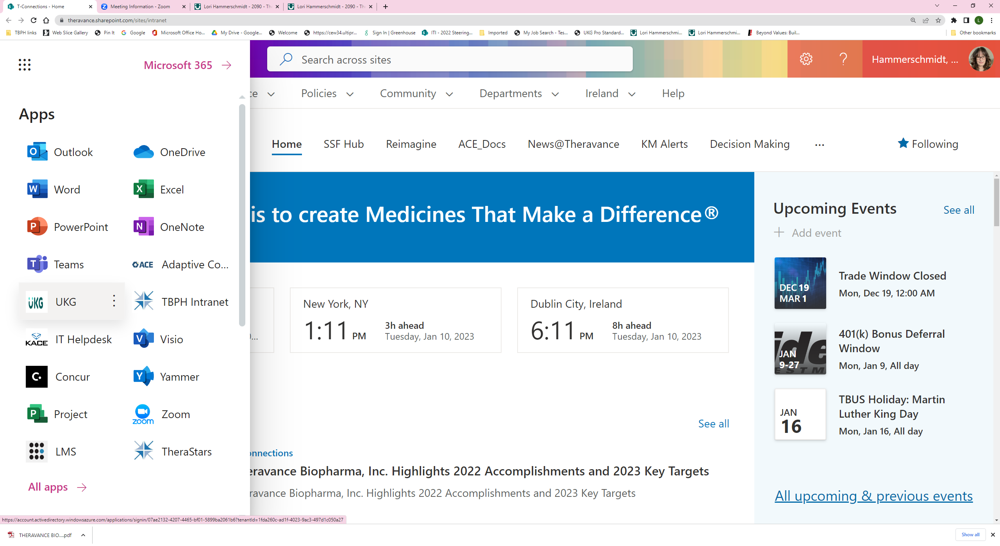 T-Connections - Home
Meeting Information - Zoom
Lori Hammerschmidt - 2090 - Th
Lori Hammerschmidt - 2090 - Th
theravance.sharepoint.com/sites/intranet
L
TBPH links
Web Slice Gallery
Pin It
Google
Microsoft Office Ho...
My Drive - Google...
Welcome
https://cew34.ultipr...
Sign In | Greenhouse
ITI - 2022 Steering...
Imported
My Job Search - Tes...
UKG Pro Standard...
Lori Hammerschmi...
Lori Hammerschmi...
Beyond Values: Buil...
Other bookmarks
Microsoft 365
Search across sites
Hammerschmidt, ...
ce
Policies
Community
Departments
Ireland
Help
Apps
Home
SSF Hub
Reimagine
ACE_Docs
News@Theravance
KM Alerts
Decision Making
...
Following
Outlook
OneDrive
Word
Excel
PowerPoint
OneNote
Teams
ACE
Adaptive Co...
UKG
UKG
TBPH Intranet
KACE
IT Helpdesk
Visio
Concur
Yammer
Project
zoom
Zoom
LMS
TheraStars
All apps
is to create Medicines That Make a Difference®
New York, NY
1:11 PM
3h ahead
Tuesday, Jan 10, 2023
Dublin City, Ireland
6:11 PM
8h ahead
Tuesday, Jan 10, 2023
See all
onnections
eravance Biopharma, Inc. Highlights 2022 Accomplishments and 2023 Key Targets
ravance Biopharma, Inc. Highlights 2022 Accomplishments and 2023 Key Targets
Upcoming Events
See all
Add event
DEC 19
MAR 1
Trade Window Closed
Mon, Dec 19, 12:00 AM
JAN
9-27
401(k) Bonus Deferral
Window
Mon, Jan 9, All day
JAN
16
TBUS Holiday: Martin
Luther King Day
Mon, Jan 16, All day
All upcoming & previous events
https://account.activedirectory.windowsazure.com/applications/signin/07ae2132-4207-4465-bf01-5899ba2061b6?tenantId=1fda260c-ad1f-4023-9ac3-497d1c050a27
THERAVANCE BIO....pdf
Show all